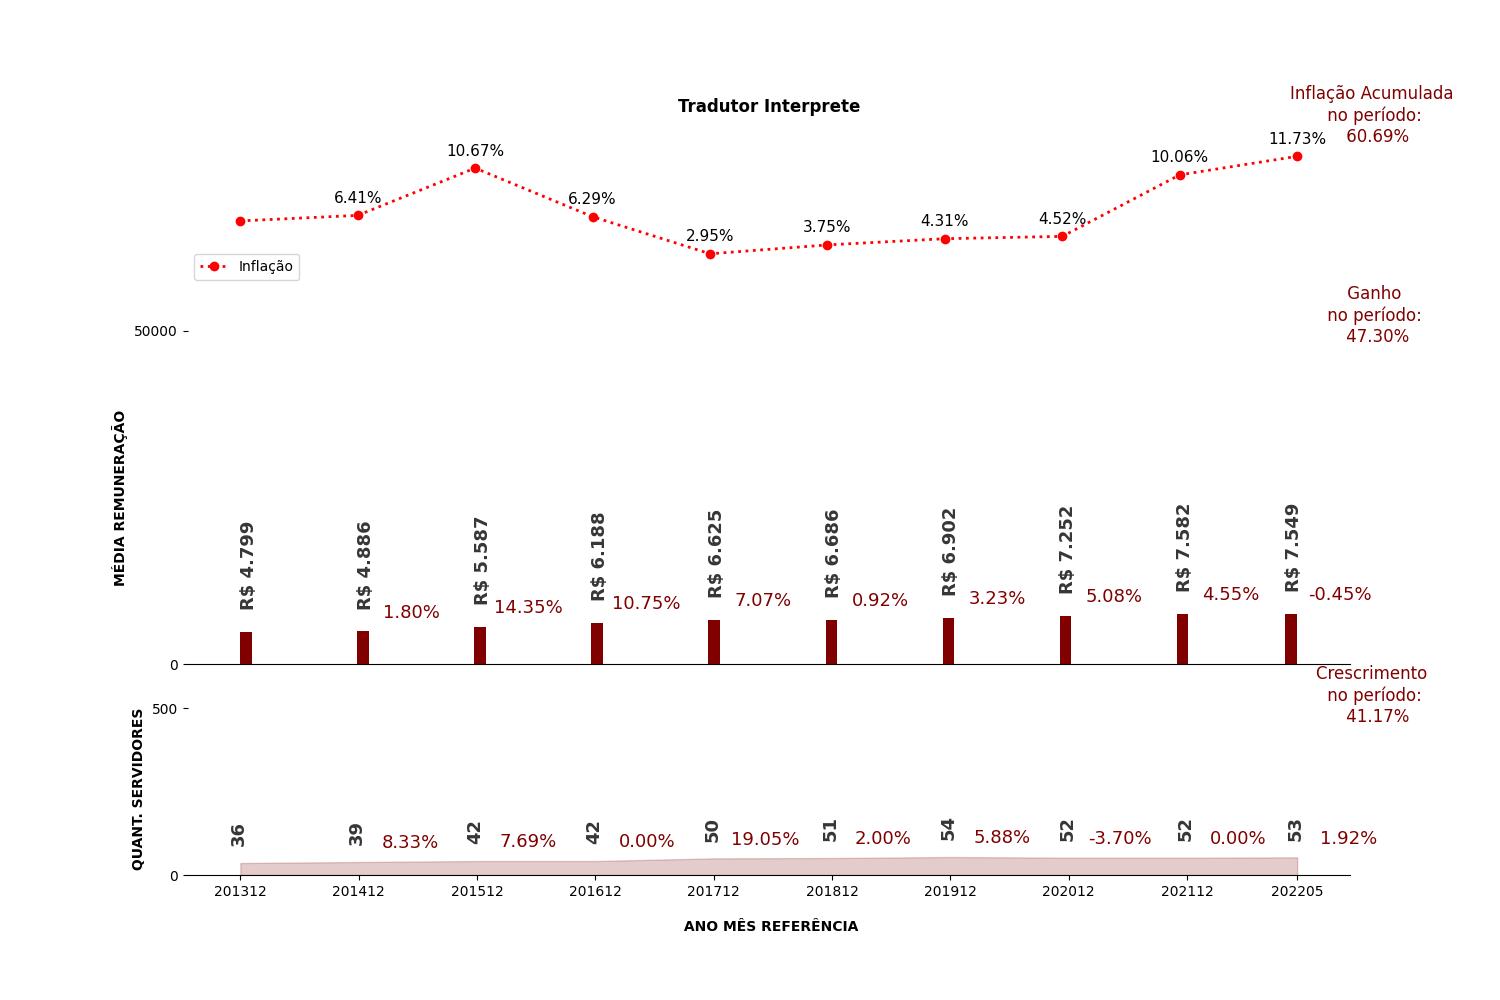 Tradutor Interprete
Inflação Acumulada
no período:
60.69%
6.41%
10.67%
6.29%
2.95%
3.75%
4.31%
4.52%
10.06%
11.73%
Inflação
Ganho
no período:
47.30%
50000
0
MÉDIA REMUNERAÇÃO
R$ 4.799
R$ 4.886
R$ 5.587
R$ 6.188
R$ 6.625
R$ 6.686
R$ 6.902
R$ 7.252
R$ 7.582
R$ 7.549
1.80%
14.35%
10.75%
7.07%
0.92%
3.23%
5.08%
4.55%
-0.45%
Crescrimento
no período:
41.17%
500
0
QUANT. SERVIDORES
36
39
42
42
50
51
54
52
52
53
8.33%
7.69%
0.00%
19.05%
2.00%
5.88%
-3.70%
0.00%
1.92%
201312
201412
201512
201612
201712
201812
201912
202012
202112
202205
ANO MÊS REFERÊNCIA